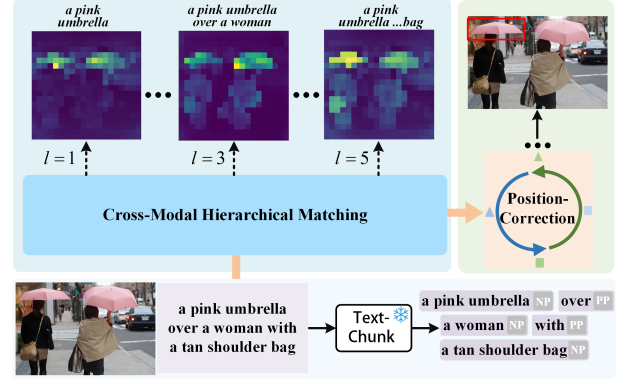 a pink
umbrella
a pink umbrella
over a woman
a pink
umbrella ...bag
l = 1
l = 3
l = 5
Cross-Modal Hierarchical Matching
Position-
Correction
a pink umbrella
over a woman with
a tan shoulder bag
Text-
Chunk
a pink umbrella NP over PP
a woman NP with PP
a tan shoulder bag NP